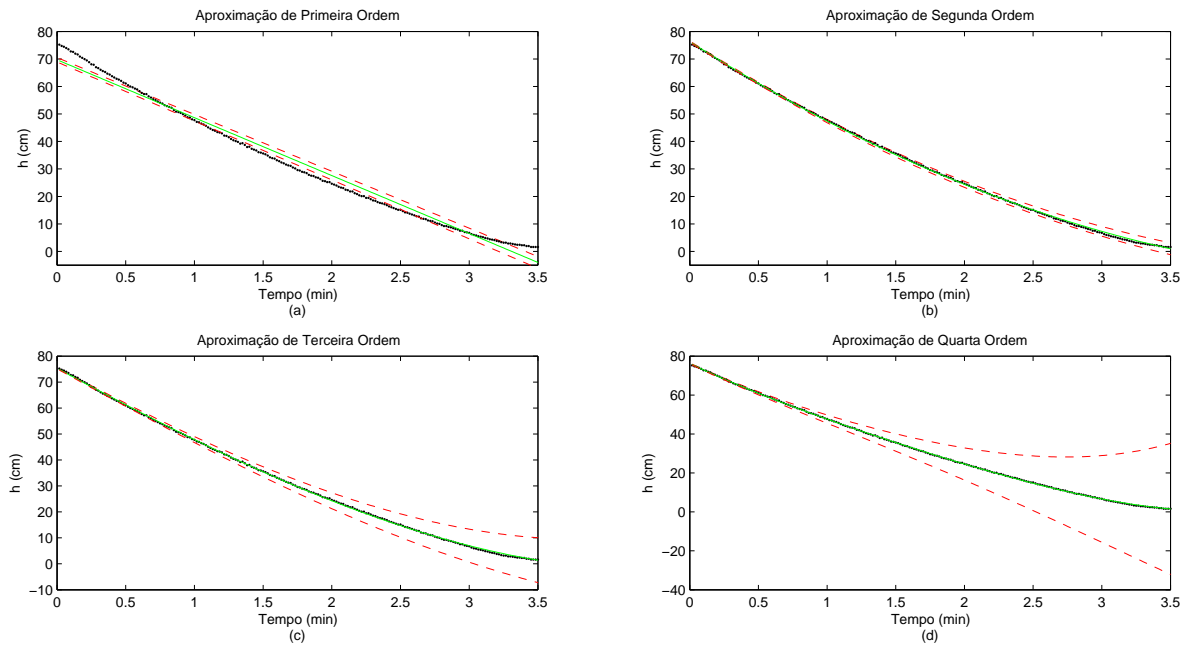 Aproximação de Primeira Ordem
80
70
60
50
40
30
20
10
0
h (cm)
0 0.5 1 1.5 2 2.5 3 3.5
Tempo (min)
(a)
Aproximação de Segunda Ordem
80
70
60
50
40
30
20
10
0
h (cm)
0 0.5 1 1.5 2 2.5 3 3.5
Tempo (min)
(b)
Aproximação de Terceira Ordem
80
70
60
50
40
30
20
10
0
−10
h (cm)
0 0.5 1 1.5 2 2.5 3 3.5
Tempo (min)
(c)
Aproximação de Quarta Ordem
80
60
40
20
0
−20
−40
h (cm)
0 0.5 1 1.5 2 2.5 3 3.5
Tempo (min)
(d)